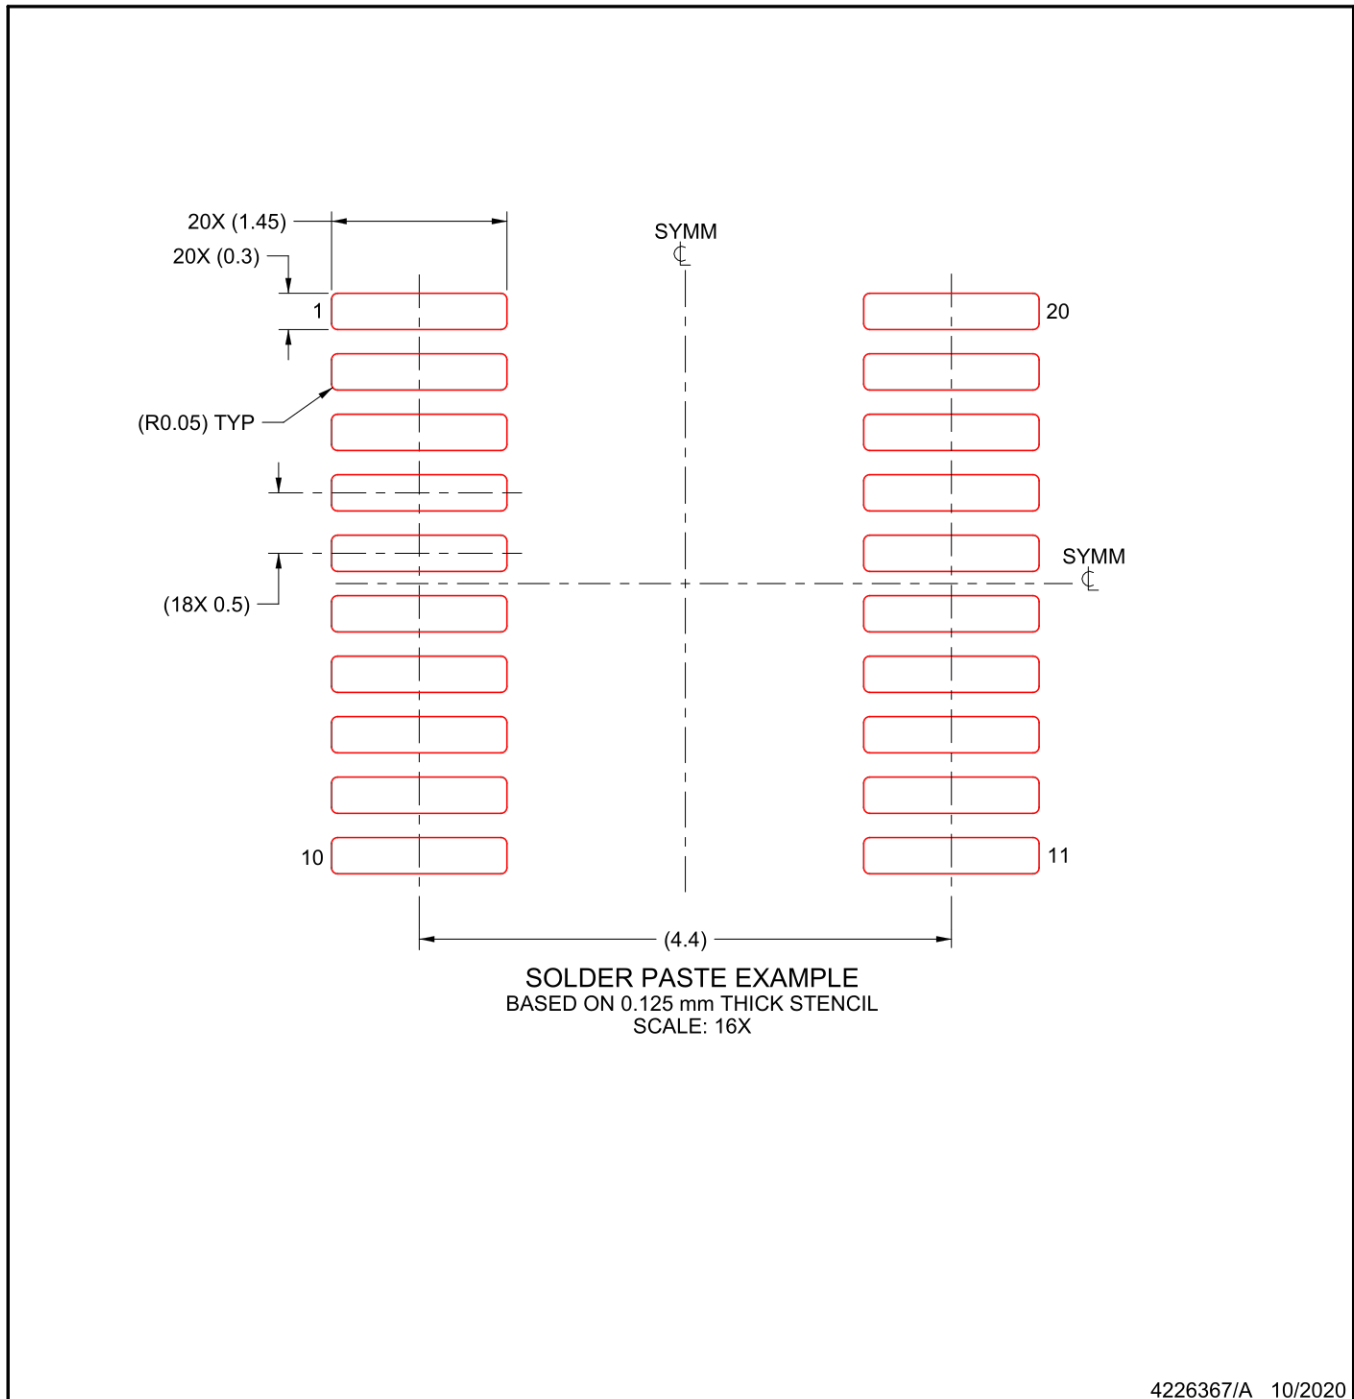 20X (1.45)
SYMM
℄
20X (0.3)
1
20
(R0.05) TYP
SYMM
℄
(18X 0.5)
10
11
(4.4)
SOLDER PASTE EXAMPLE
BASED ON 0.125 mm THICK STENCIL
SCALE: 16X
4226367/A 10/2020